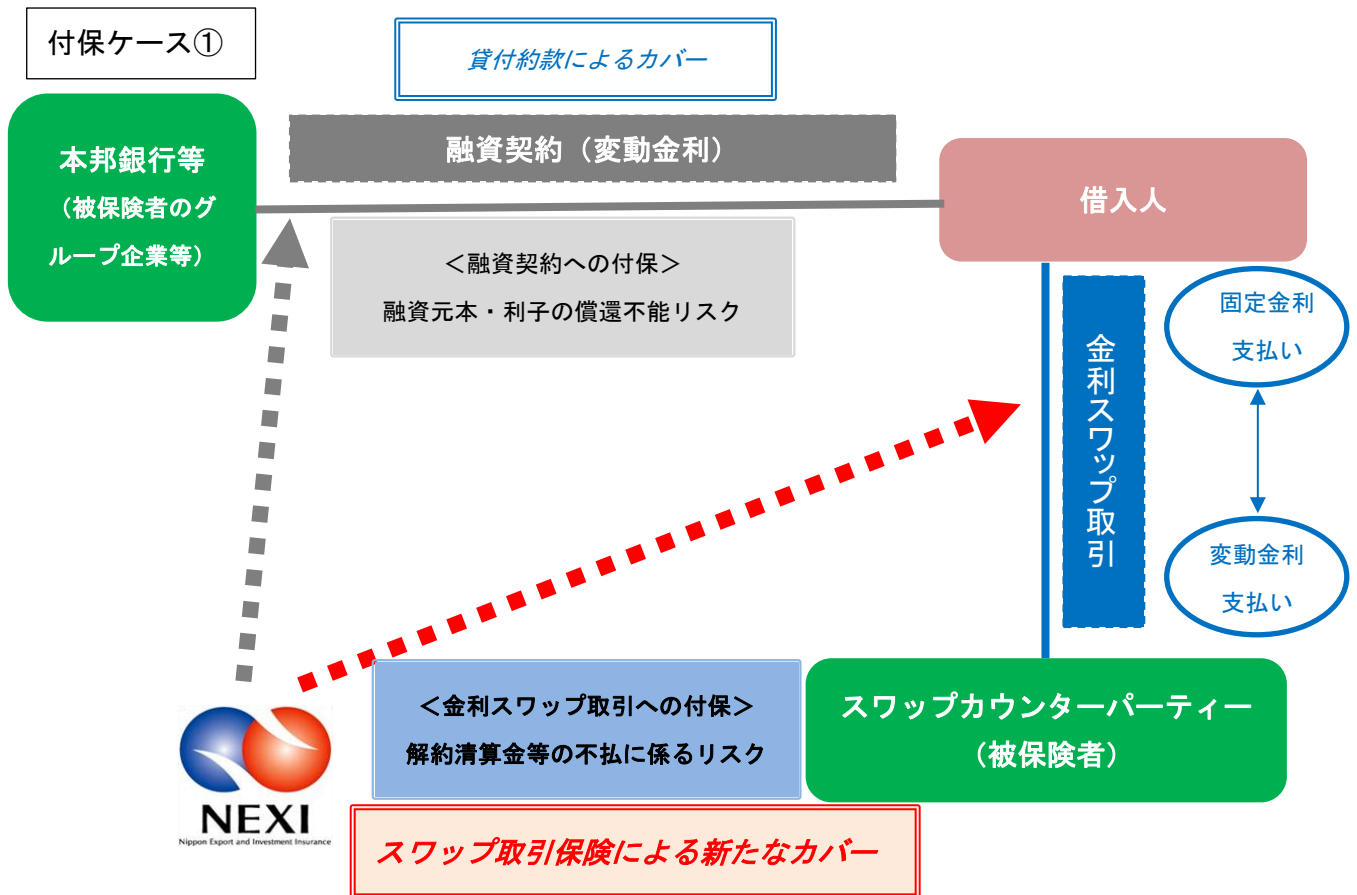 付保ケース①
貸付約款によるカバー
本邦銀行等
（被保険者のグ
ループ企業等）
融資契約（変動金利）
借入人
＜融資契約への付保＞
融資元本・利子の償還不能リスク
金利スワップ取引
固定金利
支払い
変動金利
支払い
＜金利スワップ取引への付保＞
解約清算金等の不払に係るリスク
スワップカウンターパーティー
（被保険者）
NEXI
Nippon Export and Investment Insurance
スワップ取引保険による新たなカバー